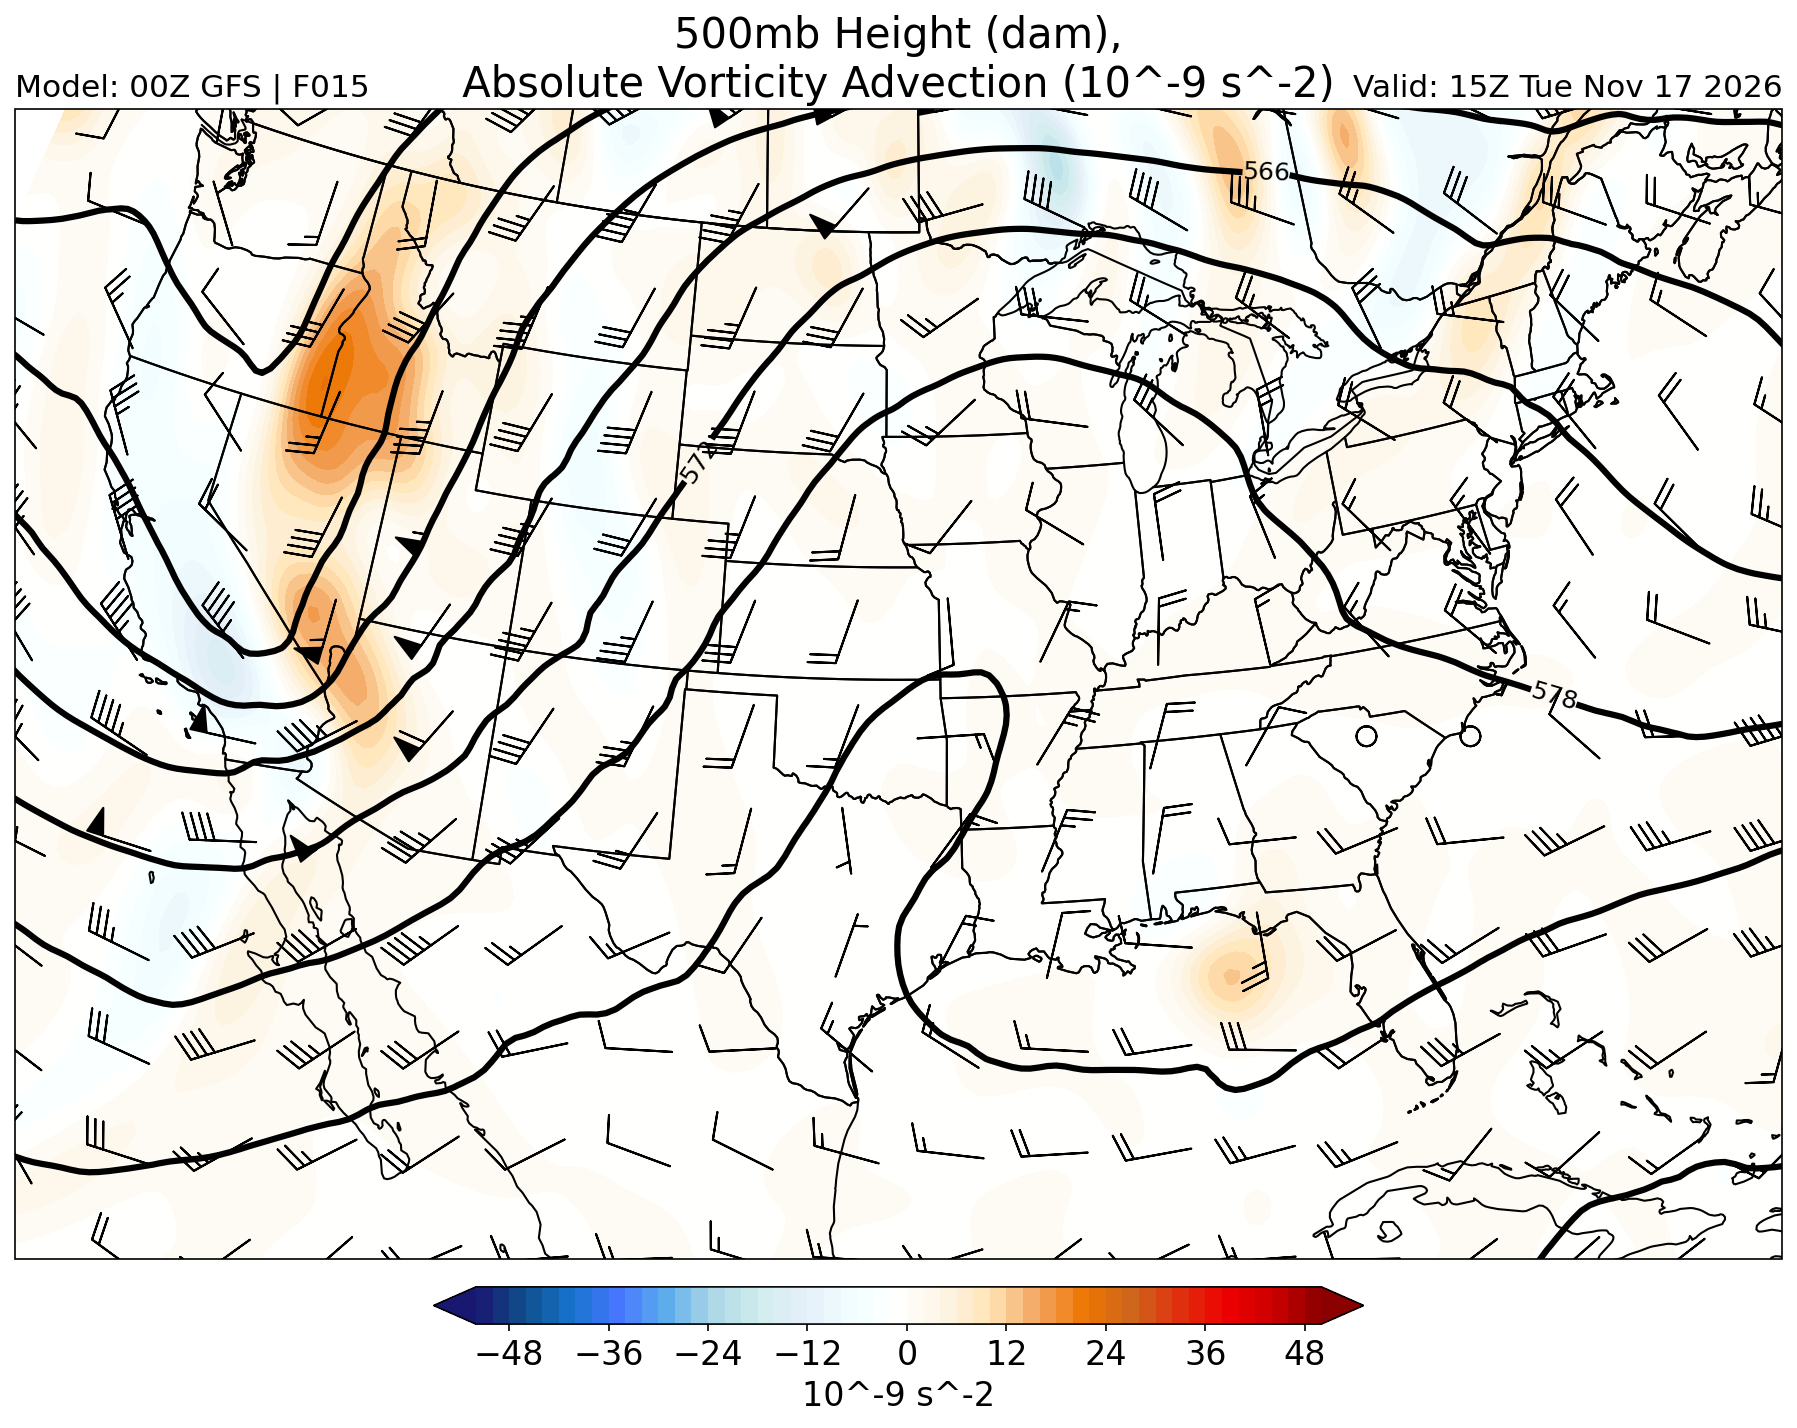 500mb Height (dam),
Model: 00Z GFS | F015
Absolute Vorticity Advection (10^-9 s^-2)
Valid: 15Z Tue Nov 17 2026
566
572
578
−48 −36 −24 −12 0 12 24 36 48
10^-9 s^-2